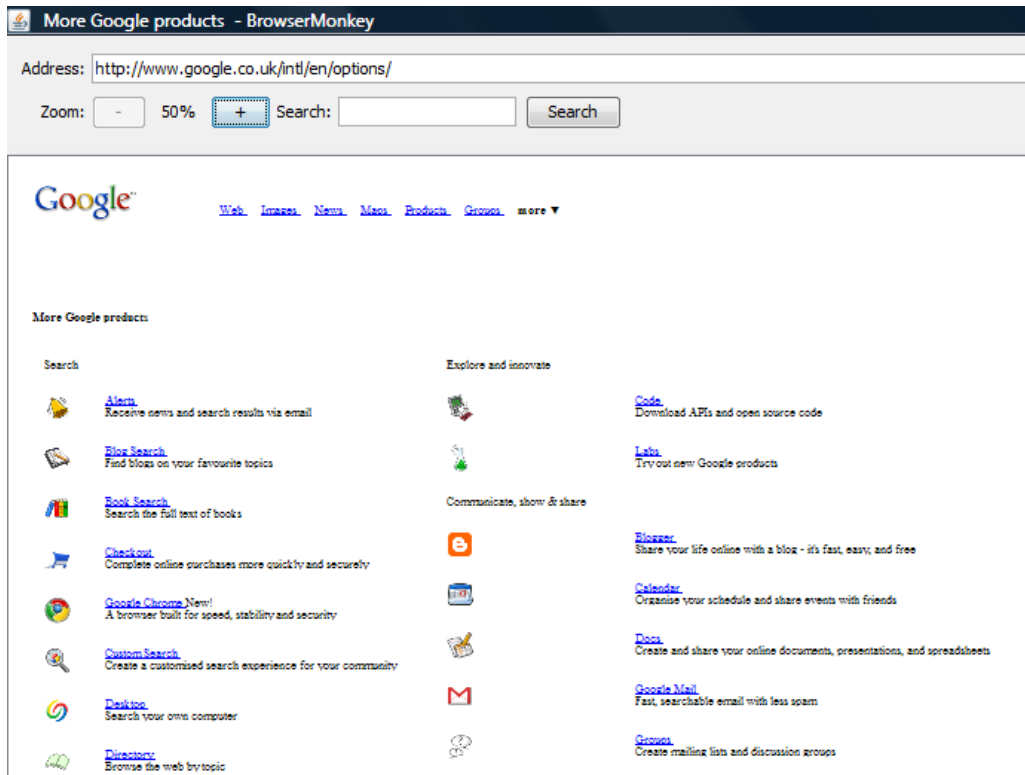 More Google products - BrowserMonkey
Address: http://www.google.co.uk/intl/en/options/
Zoom: - 50% + Search: Search
Google™
Web Images News Maps Products Groups more ▼
More Google products
Search
Alerts
Receive news and search results via email
Blog Search
Find blogs on your favourite topics
Book Search
Search the full text of books
Checkout
Complete online purchases more quickly and securely
Google Chrome New!
A browser built for speed, stability and security
Custom Search
Create a customised search experience for your community
Desktop
Search your own computer
Directory
Browse the web by topic
Explore and innovate
Code
Download APIs and open source code
Labs
Try out new Google products
Communicate, show & share
Blogger
Share your life online with a blog - it's fast, easy, and free
Calendar
Organise your schedule and share events with friends
Docs
Create and share your online documents, presentations, and spreadsheets
Google Mail
Fast, searchable email with less spam
Groups
Create mailing lists and discussion groups